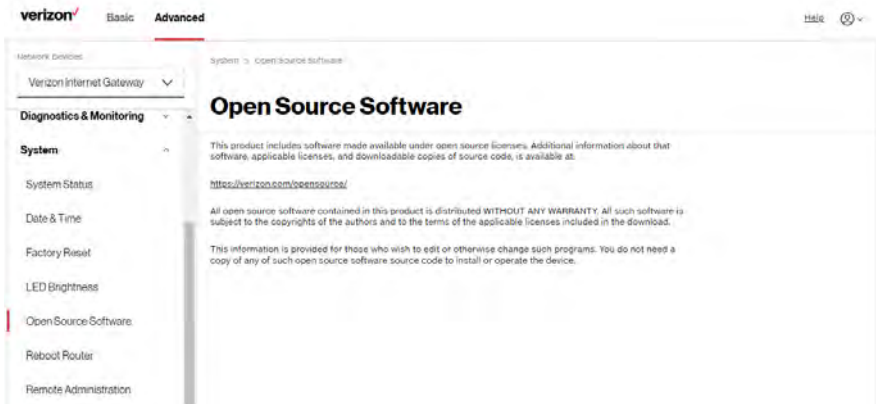 verizon Basic Advanced Help
Network Devices
Verizon Internet Gateway
Diagnostics & Monitoring
System
System Status
Date & Time
Factory Reset
LED Brightness
Open Source Software
Reboot Router
Remote Administration
System > Open Source Software
Open Source Software
This product includes software made available under open source licenses. Additional information about that
software, applicable licenses, and downloadable copies of source code, is available at:
https://verizon.com/opensource/
All open source software contained in this product is distributed WITHOUT ANY WARRANTY. All such software is
subject to the copyrights of the authors and to the terms of the applicable licenses included in the download.
This information is provided for those who wish to edit or otherwise change such programs. You do not need a
copy of any of such open source software source code to install or operate the device.